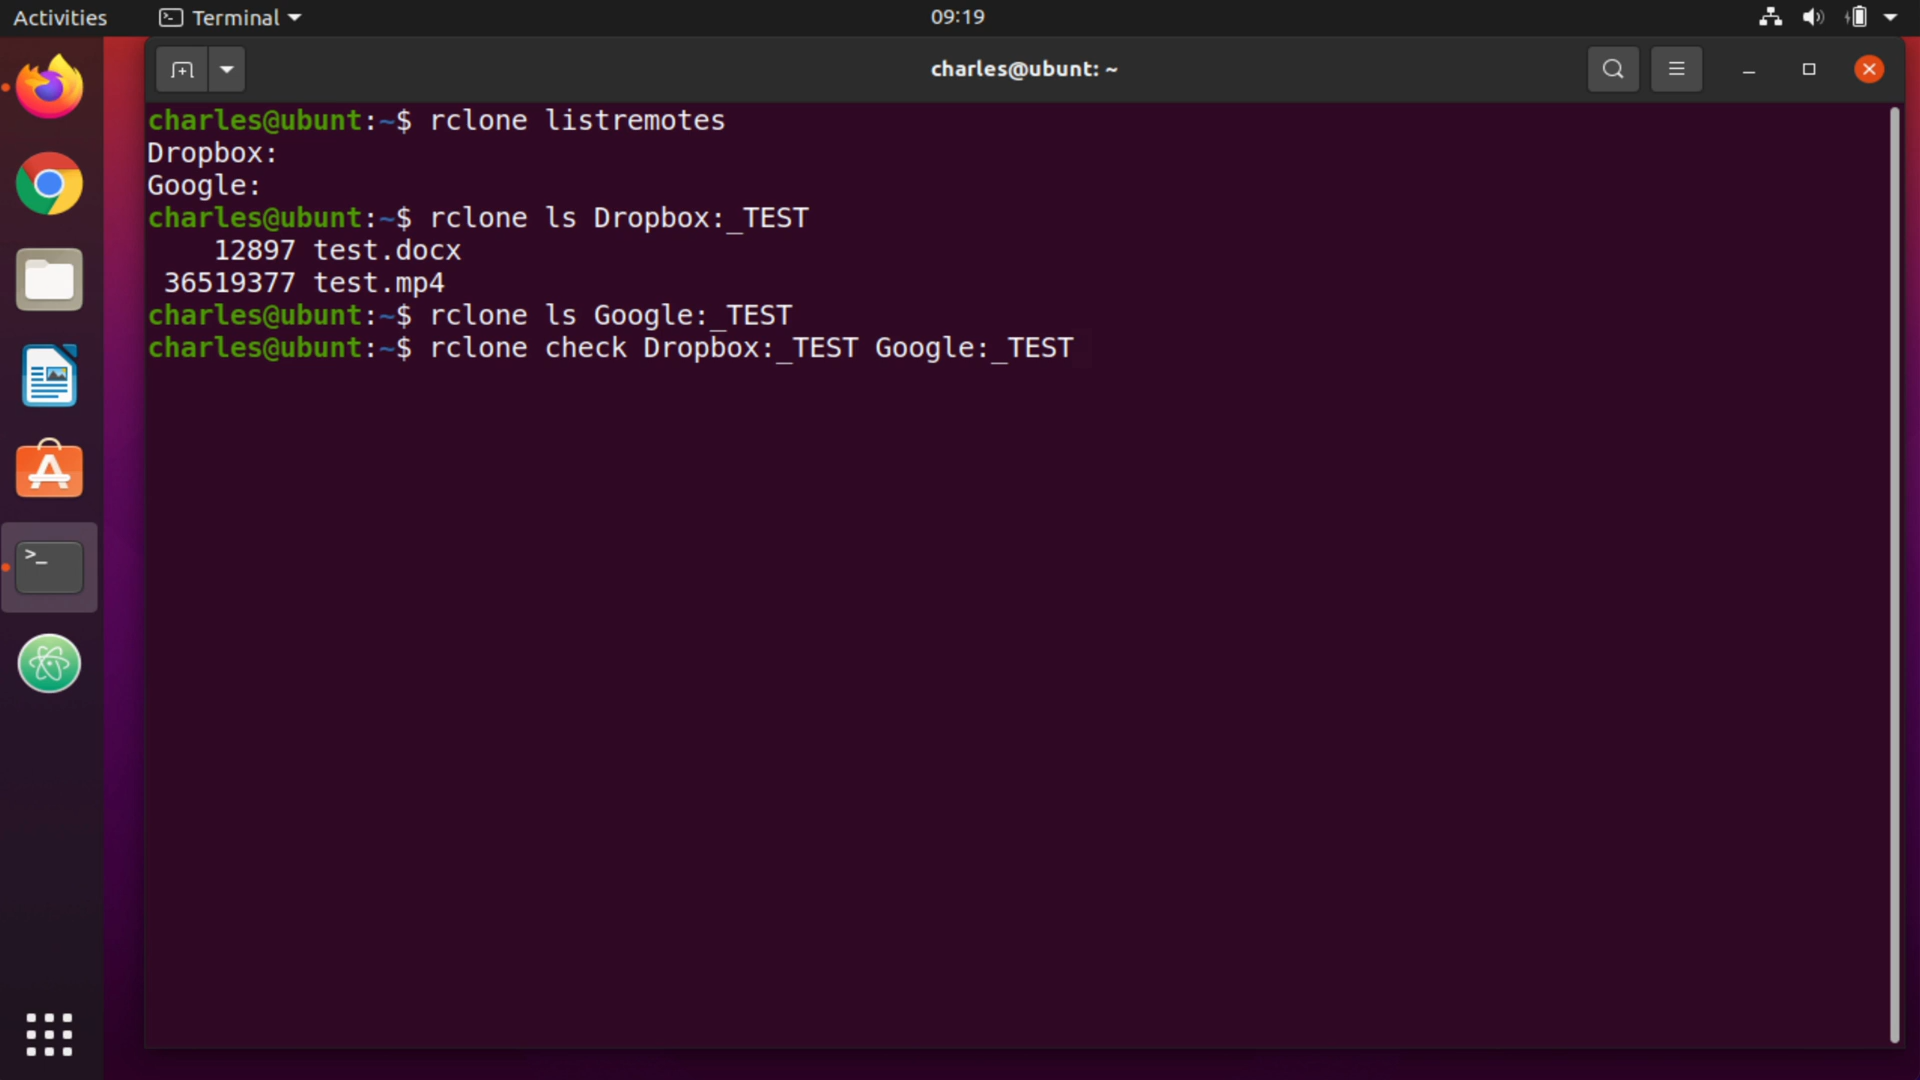 Activities Terminal 09:19
charles@ubunt: ~
charles@ubunt:~$ rclone listremotes
Dropbox:
Google:
charles@ubunt:~$ rclone ls Dropbox:_TEST
    12897 test.docx
 36519377 test.mp4
charles@ubunt:~$ rclone ls Google:_TEST
charles@ubunt:~$ rclone check Dropbox:_TEST Google:_TEST